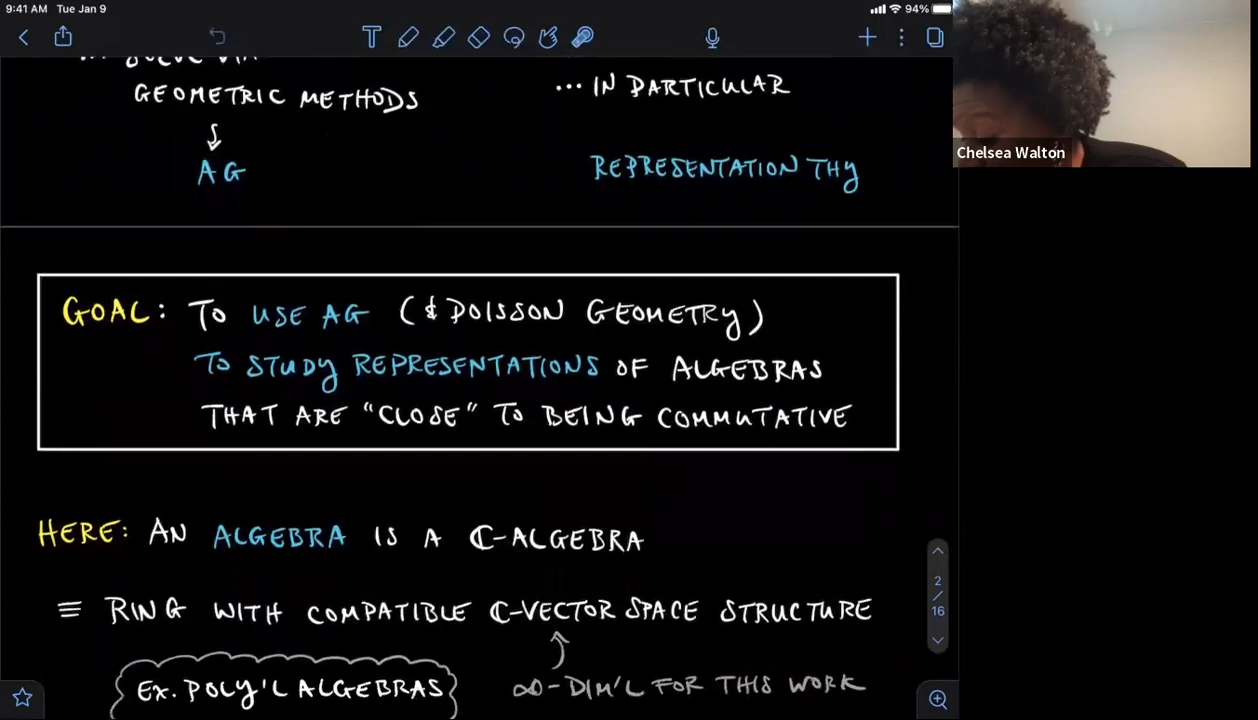 9:41 AM Tue Jan 9
94%
... SOLVE VIA
GEOMETRIC METHODS
AG
... IN PARTICULAR
REPRESENTATION THY
Chelsea Walton
GOAL: TO USE AG (& POISSON GEOMETRY)
TO STUDY REPRESENTATIONS OF ALGEBRAS
THAT ARE "CLOSE" TO BEING COMMUTATIVE
HERE: AN ALGEBRA IS A ℂ-ALGEBRA
≡ RING WITH COMPATIBLE ℂ-VECTOR SPACE STRUCTURE
EX. POLY'L ALGEBRAS
∞-DIM'L FOR THIS WORK
2
/
16